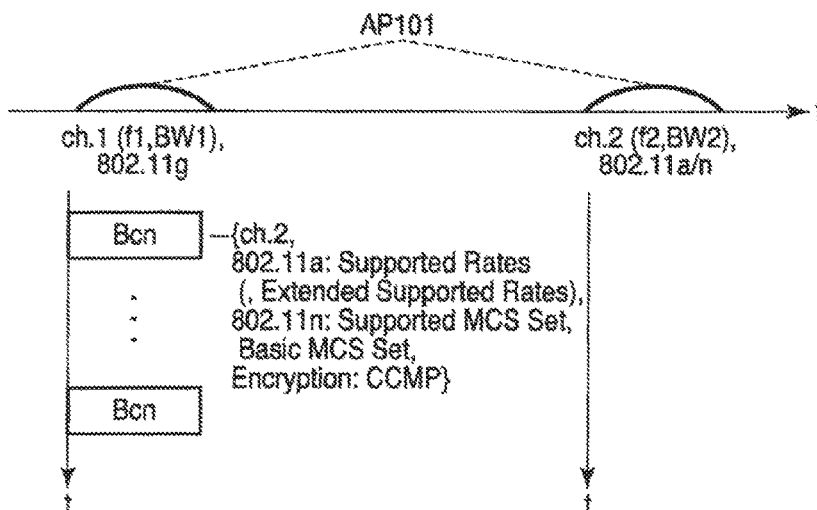 AP101
ch.1 (f1,BW1),
802.11g
ch.2 (f2,BW2),
802.11a/n
Bcn
{ch.2,
802.11a: Supported Rates
(, Extended Supported Rates),
802.11n: Supported MCS Set,
Basic MCS Set,
Encryption: CCMP}
Bcn
t
t